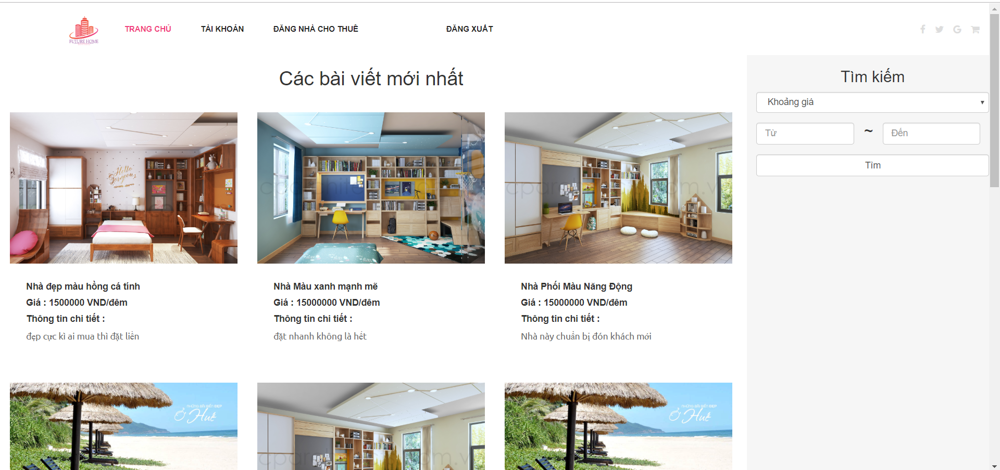 FUTURE HOME
TRANG CHỦ
TÀI KHOẢN
ĐĂNG NHÀ CHO THUÊ
ĐĂNG XUẤT
Các bài viết mới nhất
Hello
Gorgeous
Nhà đẹp màu hồng cá tính
Giá : 1500000 VND/đêm
Thông tin chi tiết :
đẹp cực kì ai mua thì đặt liền
Nhà Màu xanh mạnh mẽ
Giá : 15000000 VND/đêm
Thông tin chi tiết :
đặt nhanh không là hết
Nhà Phối Màu Năng Động
Giá : 15000000 VND/đêm
Thông tin chi tiết :
Nhà này chuẩn bị đón khách mới
NHỮNG BÃI BIỂN ĐẸP
Ở Huế
NHỮNG BÃI BIỂN ĐẸP
Ở Huế
Tìm kiếm
Khoảng giá
Từ
~
Đến
Tìm